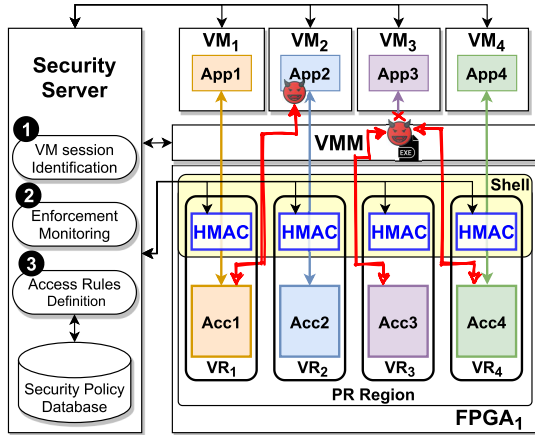 Security
Server
1
VM session
Identification
2
Enforcement
Monitoring
3
Access Rules
Definition
Security Policy
Database
VM1
VM2
VM3
VM4
App1
App2
App3
App4
VMM
EXE
Shell
HMAC
HMAC
HMAC
HMAC
Acc1
Acc2
Acc3
Acc4
VR1
VR2
VR3
VR4
PR Region
FPGA1